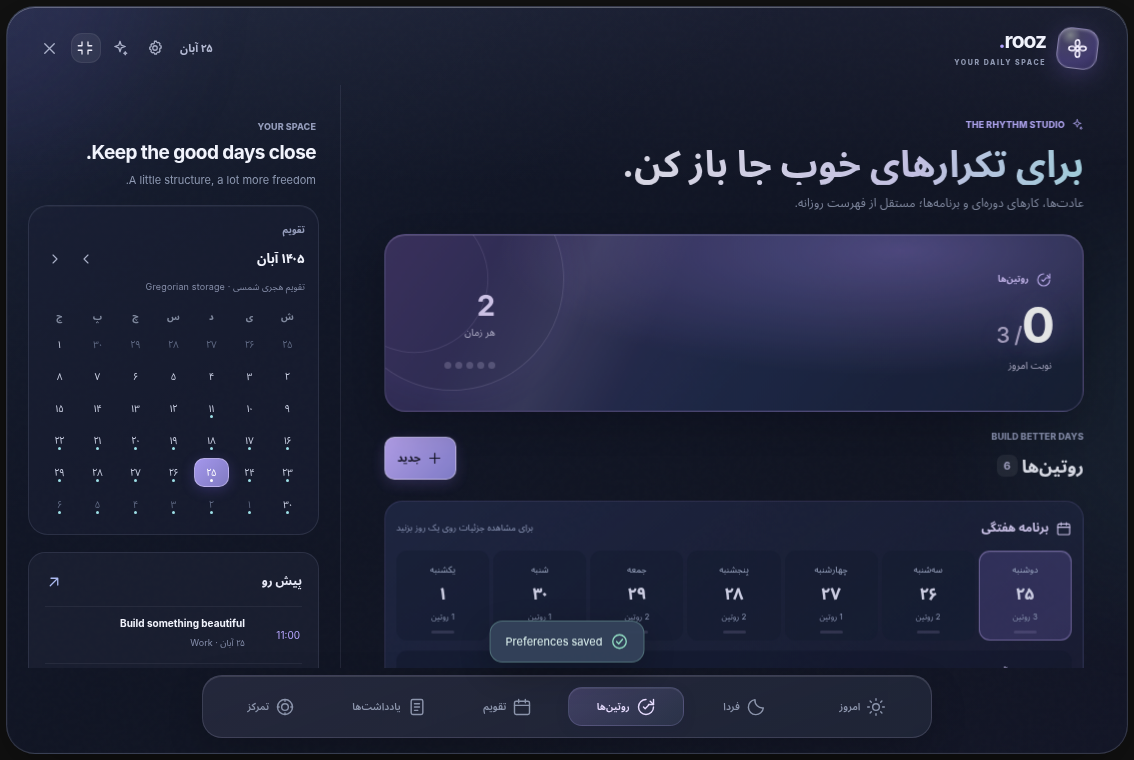 rooz.
YOUR DAILY SPACE
۲۵ آبان
THE RHYTHM STUDIO
برای تکرارهای خوب جا باز کن.
عادت‌ها، کارهای دوره‌ای و برنامه‌ها؛ مستقل از فهرست روزانه.
روتین‌ها
0/ 3
نوبت امروز
2
هر زمان
BUILD BETTER DAYS
روتین‌ها 6
جدید
برنامه هفتگی
برای مشاهده جزئیات روی یک روز بزنید
دوشنبه سه‌شنبه چهارشنبه پنجشنبه جمعه شنبه یکشنبه
۲۵ ۲۶ ۲۷ ۲۸ ۲۹ ۳۰ ۱
3 روتین 2 روتین 1 روتین 2 روتین 2 روتین 1 روتین 1 روتین
YOUR SPACE
.Keep the good days close
.A little structure, a lot more freedom
تقویم
۱۴۰۵ آبان
تقویم هجری شمسی · Gregorian storage
ش ی د س چ پ ج
۲۵ ۲۶ ۲۷ ۲۸ ۲۹ ۳۰ ۱
۲ ۳ ۴ ۵ ۶ ۷ ۸
۹ ۱۰ ۱۱ ۱۲ ۱۳ ۱۴ ۱۵
۱۶ ۱۷ ۱۸ ۱۹ ۲۰ ۲۱ ۲۲
۲۳ ۲۴ ۲۵ ۲۶ ۲۷ ۲۸ ۲۹
۳۰ ۱ ۲ ۳ ۴ ۵ ۶
پیش رو
11:00 Build something beautiful
۲۵ آبان · Work
Preferences saved
امروز
فردا
روتین‌ها
تقویم
یادداشت‌ها
تمرکز